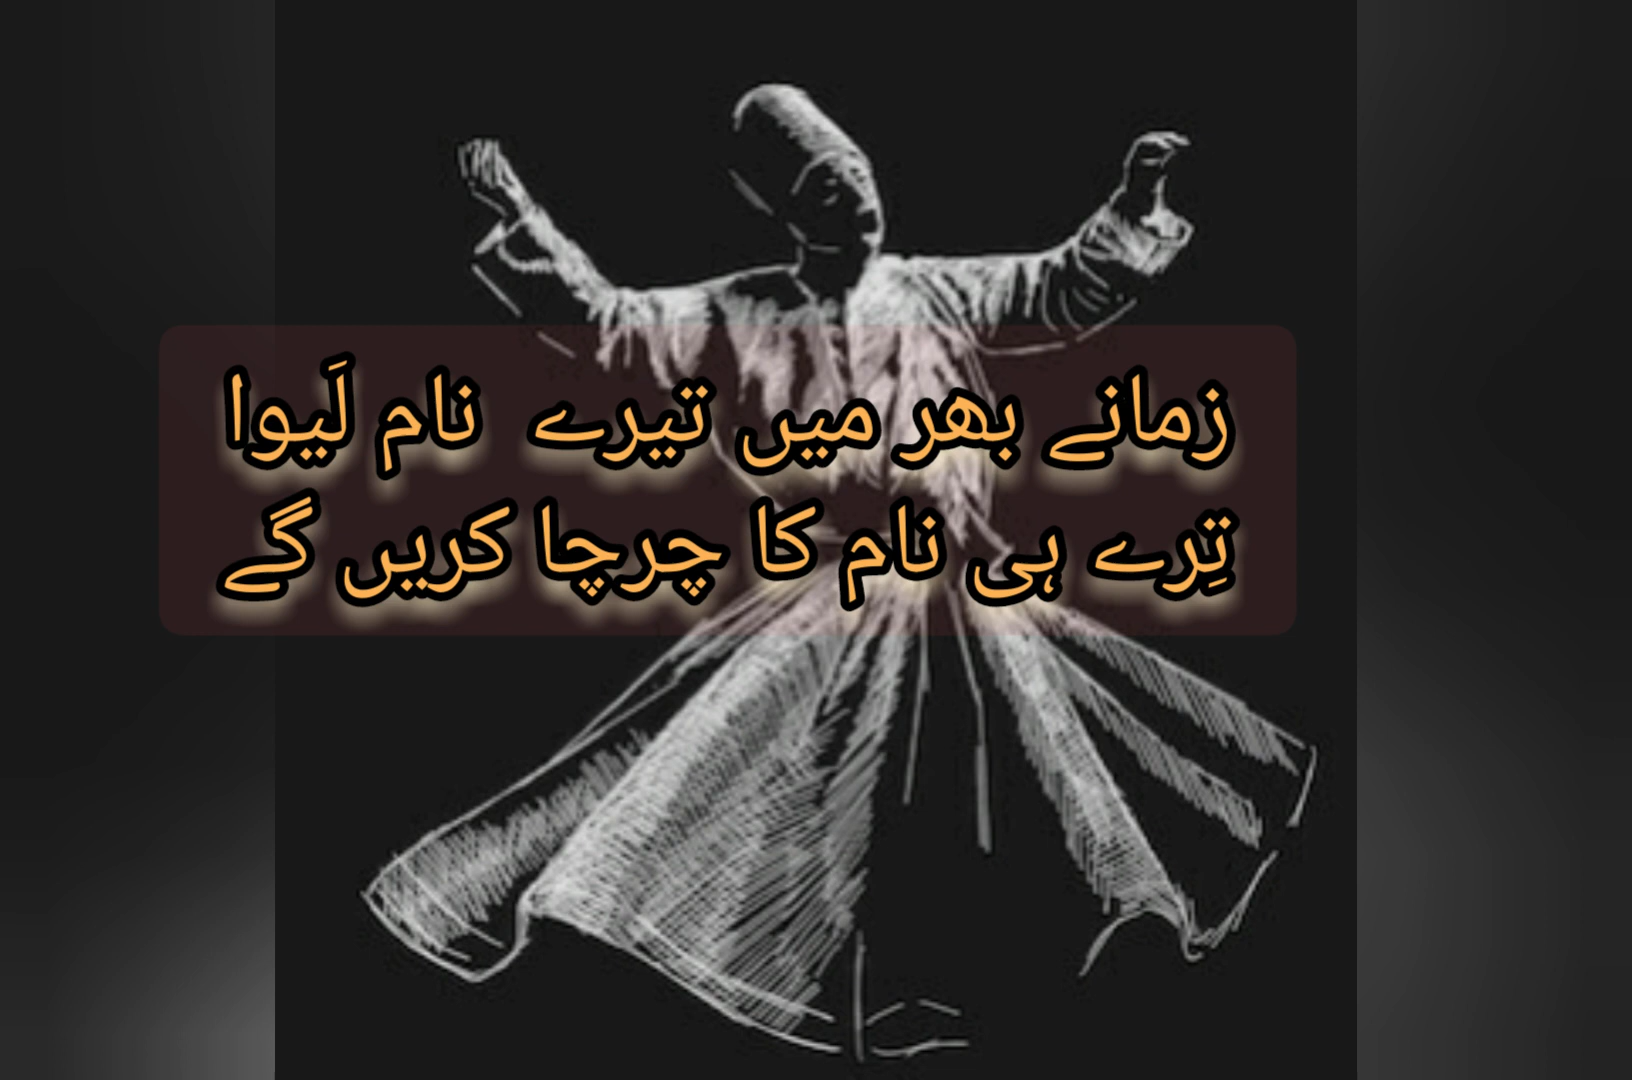 زمانے بھر میں تیرے نام لَیوا
تِرے ہی نام کا چرچا کریں گے